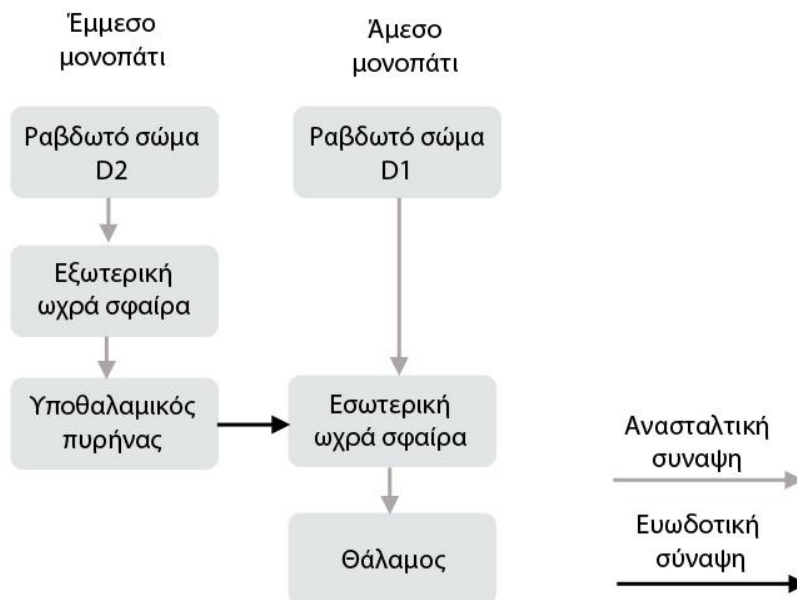 Έμμεσο
μονοπάτι
Άμεσο
μονοπάτι
Ραβδωτό σώμα
D2
Ραβδωτό σώμα
D1
Εξωτερική
ωχρά σφαίρα
Υποθαλαμικός
πυρήνας
Εσωτερική
ωχρά σφαίρα
Θάλαμος
Ανασταλτική
συναψη
Ευωδοτική
σύναψη